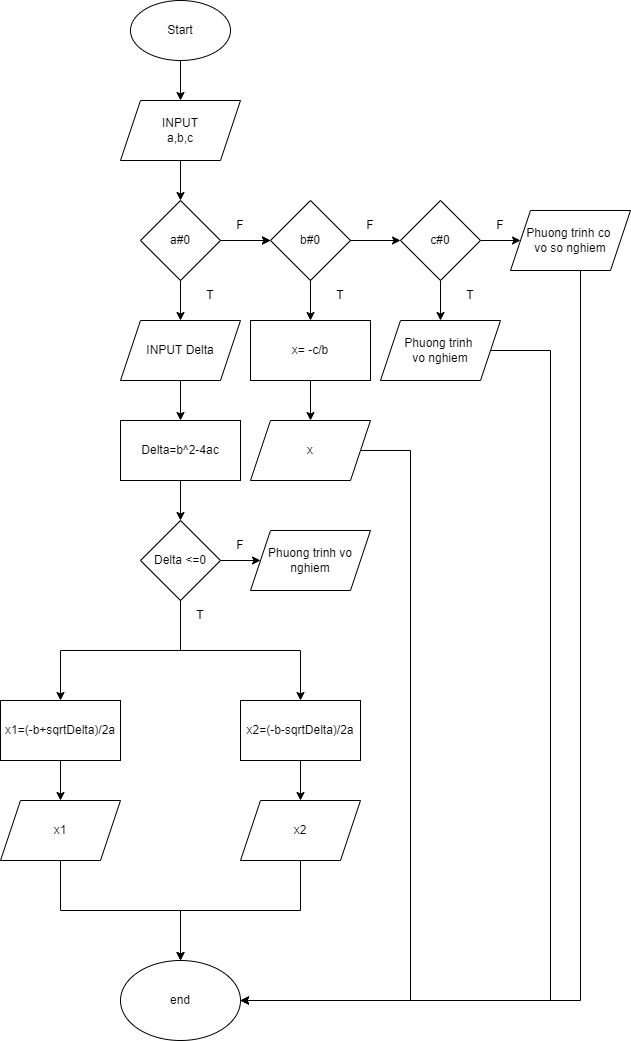 Start
INPUT
a,b,c
a#0
F
b#0
F
c#0
F
Phuong trinh co
vo so nghiem
T
T
T
INPUT Delta
x= -c/b
Phuong trinh
vo nghiem
Delta=b^2-4ac
x
Delta <=0
F
Phuong trinh vo
nghiem
T
x1=(-b+sqrtDelta)/2a
x2=(-b-sqrtDelta)/2a
x1
x2
end